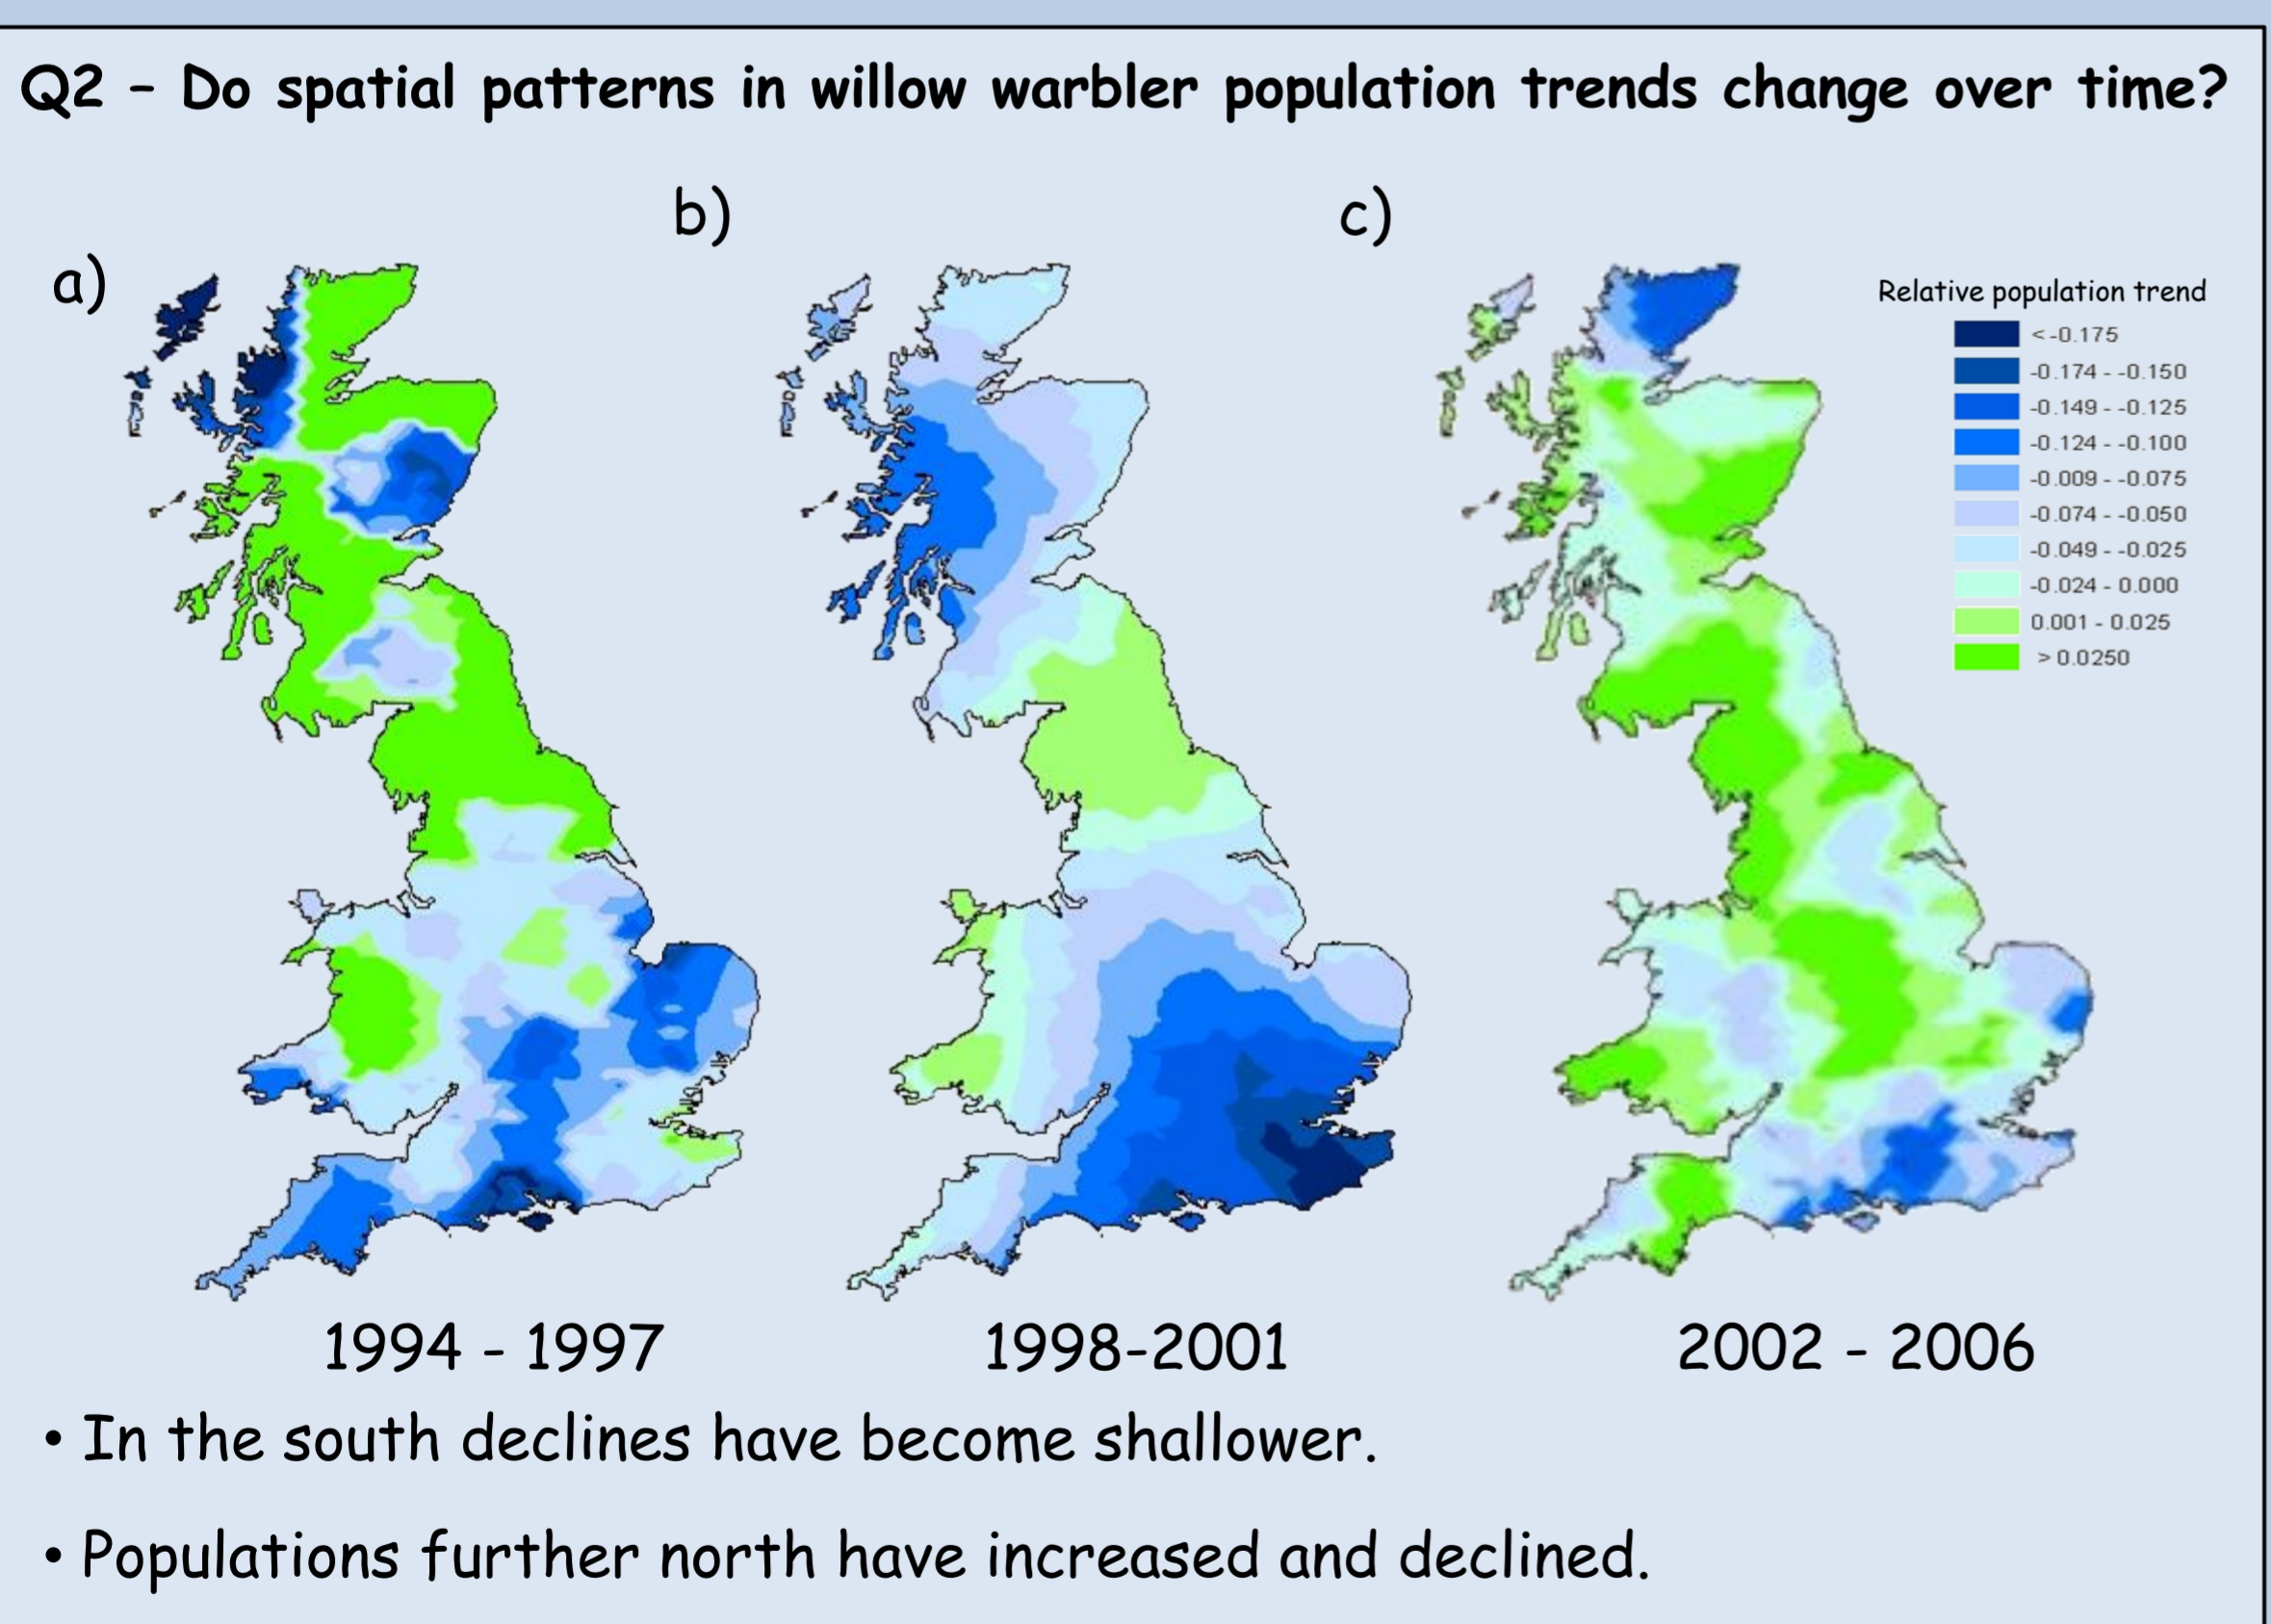 Q2 – Do spatial patterns in willow warbler population trends change over time?
a)
b)
c)
Relative population trend
< -0.175
-0.174 - -0.150
-0.149 - -0.125
-0.124 - -0.100
-0.009 - -0.075
-0.074 - -0.050
-0.049 - -0.025
-0.024 - 0.000
0.001 - 0.025
> 0.0250
1994 - 1997
1998-2001
2002 - 2006
• In the south declines have become shallower.
• Populations further north have increased and declined.